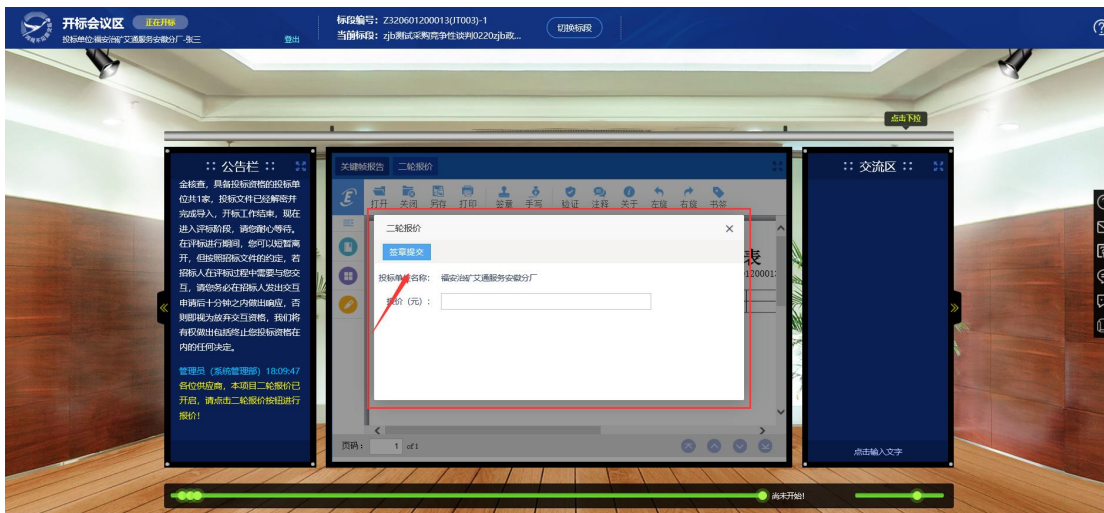 开标会议区 正在开标
标段编号：Z320601200013(JT003)-1
切换标段
投标单位:福安治矿艾通服务安徽分厂-张三 登出
当前标段：zjb测试采购竞争性谈判0220zjb政...
点击下拉
:: 公告栏 ::
金核查，具备投标资格的投标单
位共1家，投标文件已经解密并
完成导入，开标工作结束，现在
进入评标阶段，请您耐心等待。
在评标进行期间，您可以短暂离
开，但按照招标文件的约定，若
招标人在评标过程中需要与您交
互，请您务必在招标人发出交互
申请后十分钟之内做出响应，否
则即视为放弃交互资格，我们将
有权做出包括终止您投标资格在
内的任何决定。
管理员（系统管理部）18:09:47
各位供应商，本项目二轮报价已
开启，请点击二轮报价按钮进行
报价！
关键帧报告 二轮报价
打开 关闭 另存 打印 签章 手写 验证 注释 关于 左旋 右旋 书签
表
二轮报价 ×
签章提交
投标单位名称： 福安治矿艾通服务安徽分厂
报价（元）：
页码： 1 of1
:: 交流区 ::
点击输入文字
尚未开始!